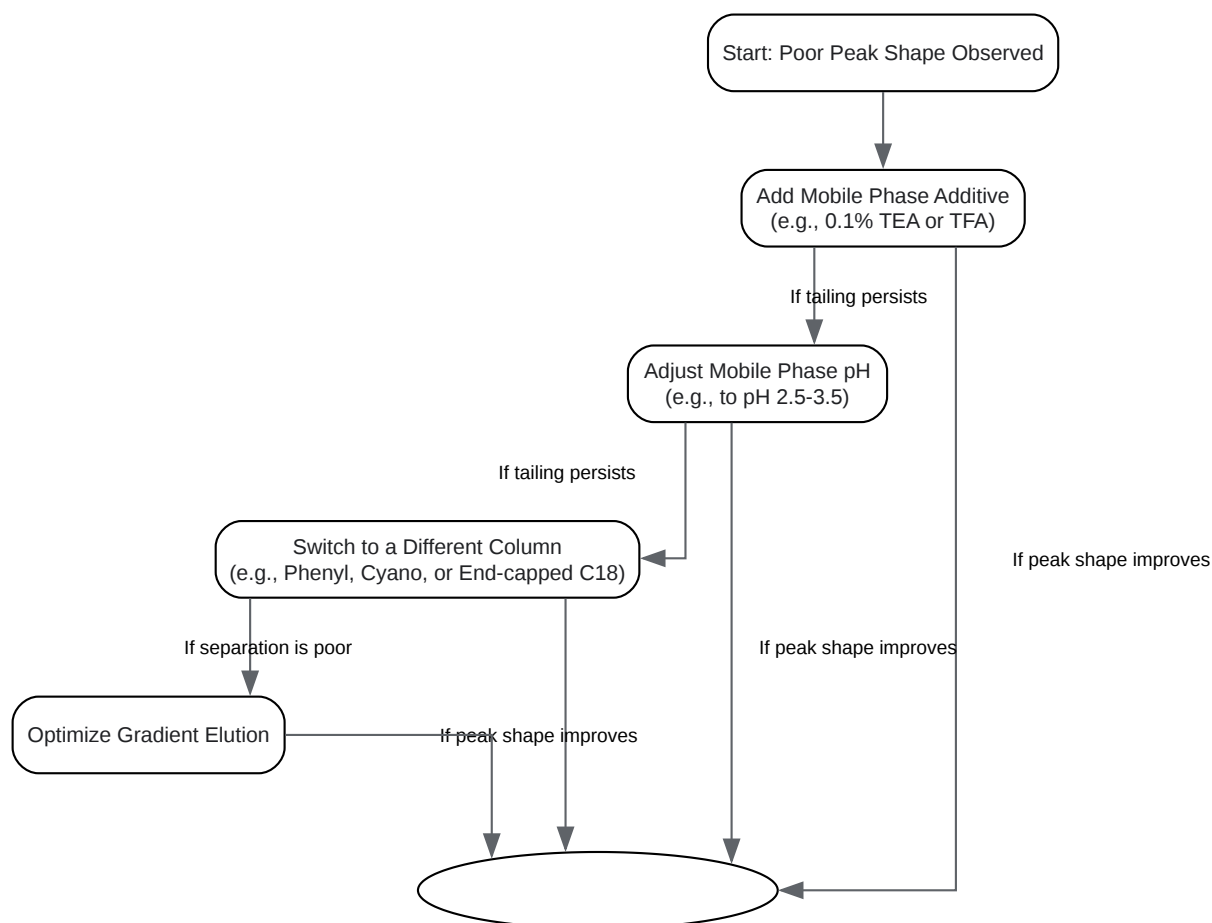 Start: Poor Peak Shape Observed
Add Mobile Phase Additive
(e.g., 0.1% TEA or TFA)
If tailing persists
Adjust Mobile Phase pH
(e.g., to pH 2.5-3.5)
If tailing persists
Switch to a Different Column
(e.g., Phenyl, Cyano, or End-capped C18)
If peak shape improves
If separation is poor
If peak shape improves
Optimize Gradient Elution
If peak shape improves